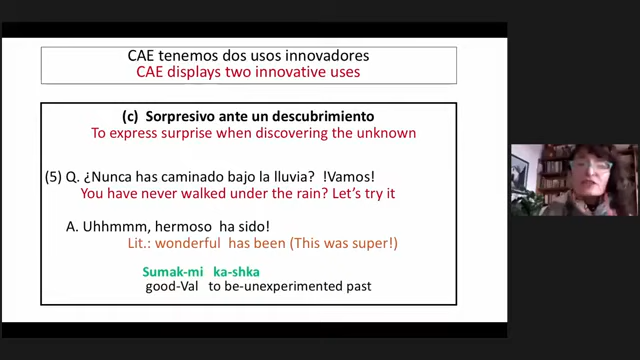 CAE tenemos dos usos innovadores
CAE displays two innovative uses
(c) Sorpresivo ante un descubrimiento
To express surprise when discovering the unknown
(5) Q. ¿Nunca has caminado bajo la lluvia? !Vamos!
You have never walked under the rain? Let's try it
A. Uhhmmm, hermoso ha sido!
Lit.: wonderful has been (This was super!)
Sumak-mi ka-shka
good-Val to be-unexperimented past